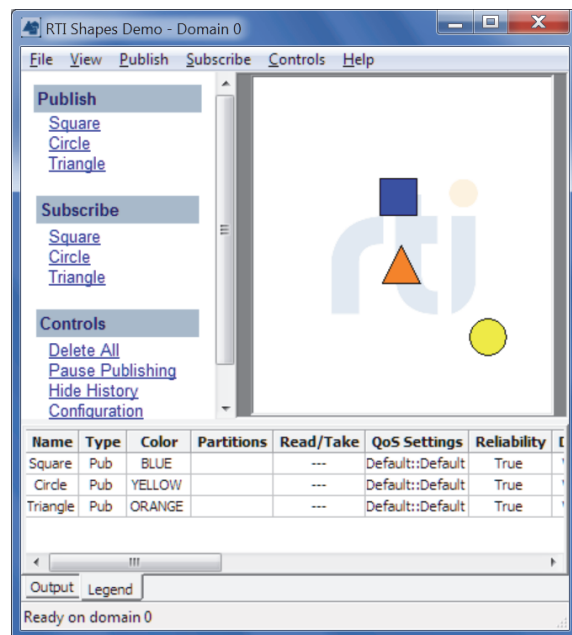 RTI Shapes Demo - Domain 0
File View Publish Subscribe Controls Help
Publish
Square
Circle
Triangle
Subscribe
Square
Circle
Triangle
Controls
Delete All
Pause Publishing
Hide History
Configuration
rti
Name Type Color Partitions Read/Take QoS Settings Reliability
Square Pub BLUE --- Default::Default True
Circle Pub YELLOW --- Default::Default True
Triangle Pub ORANGE --- Default::Default True
Output Legend
Ready on domain 0